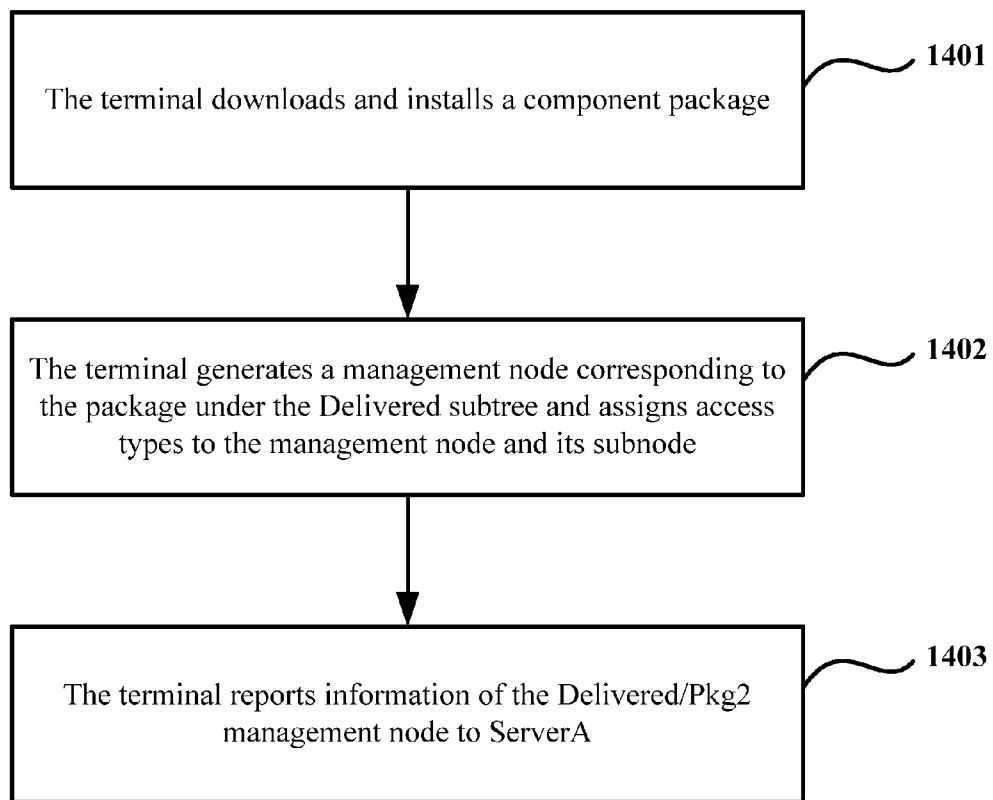 The terminal downloads and installs a component package
1401
The terminal generates a management node corresponding to
the package under the Delivered subtree and assigns access
types to the management node and its subnode
1402
The terminal reports information of the Delivered/Pkg2
management node to ServerA
1403